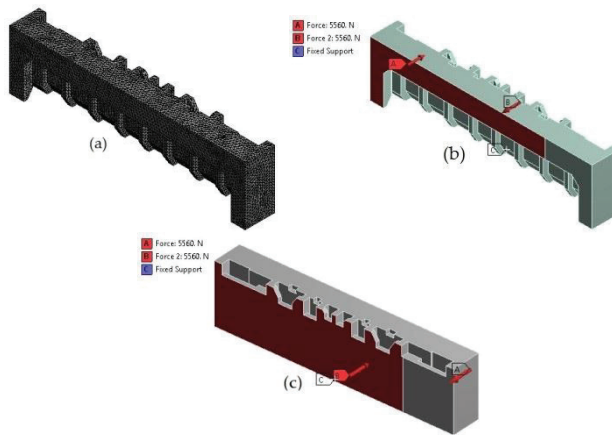 (a)
A Force: 5560. N
B Force 2: 5560. N
C Fixed Support
A
B
C
(b)
A Force: 5560. N
B Force 2: 5560. N
C Fixed Support
A
C
(c)